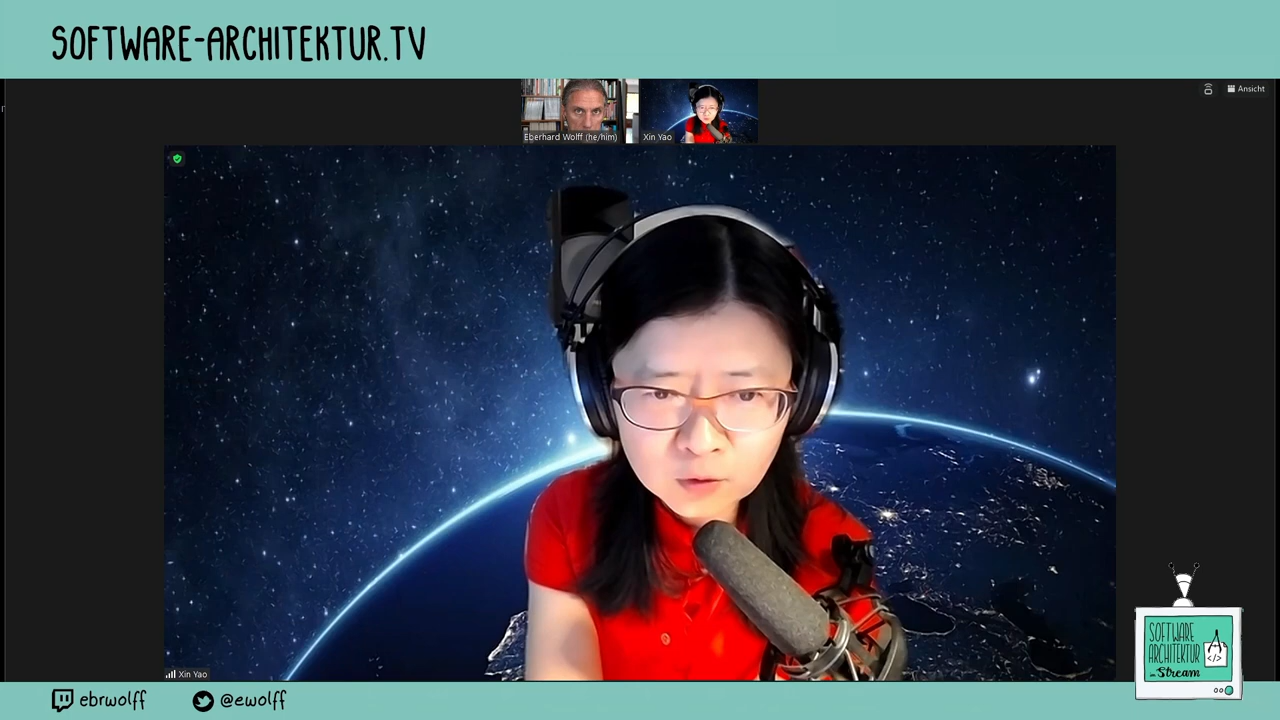 SOFTWARE-ARCHITEKTUR.TV
Ansicht
Eberhard Wolff (he/him)
Xin Yao
Xin Yao
SOFTWARE
ARCHITEKTUR
</>
im Stream
ebrwolff
@ewolff